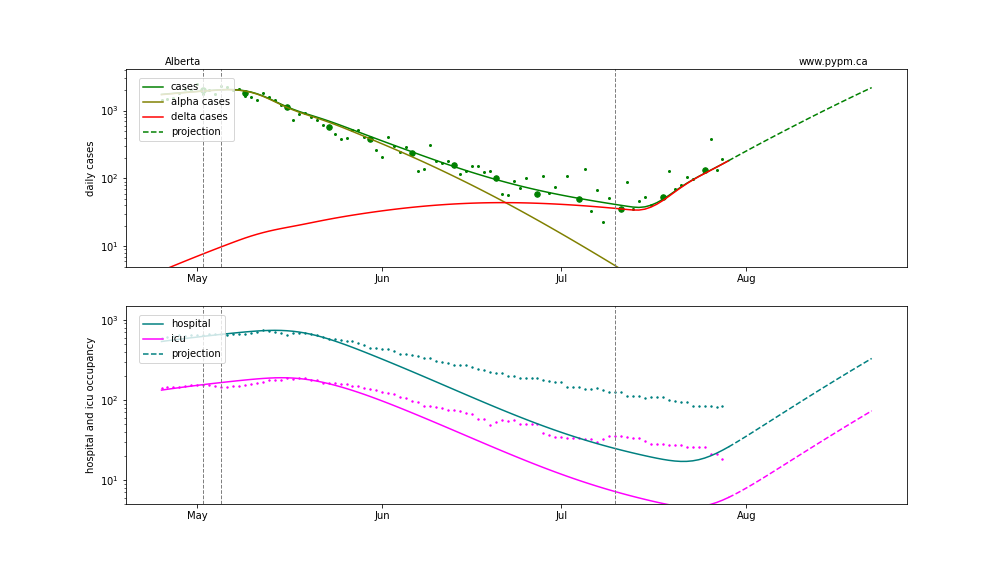 Alberta
www.pypm.ca
cases
alpha cases
delta cases
projection
daily cases
10³
10²
10¹
May
Jun
Jul
Aug
hospital
icu
projection
hospital and icu occupancy
10³
10²
10¹
May
Jun
Jul
Aug